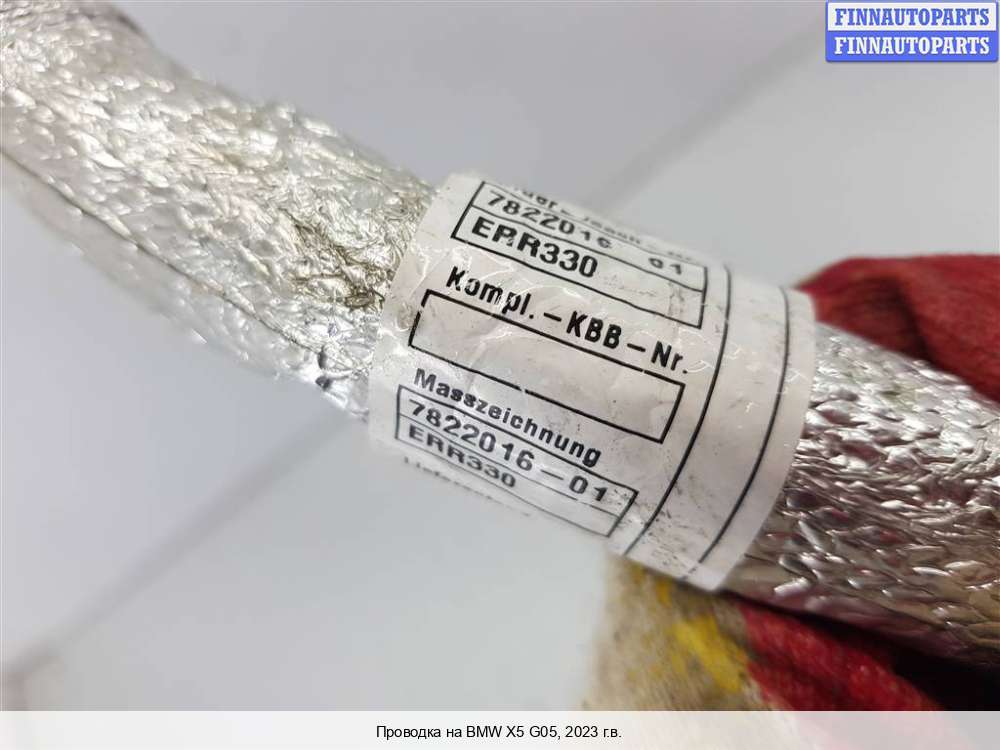 FINNAUTOPARTS
FINNAUTOPARTS
7822016 01
ERR330
Kompl.-KBB-Nr.
Masszeichnung
7822016-01
ERR330
Проводка на BMW X5 G05, 2023 г.в.